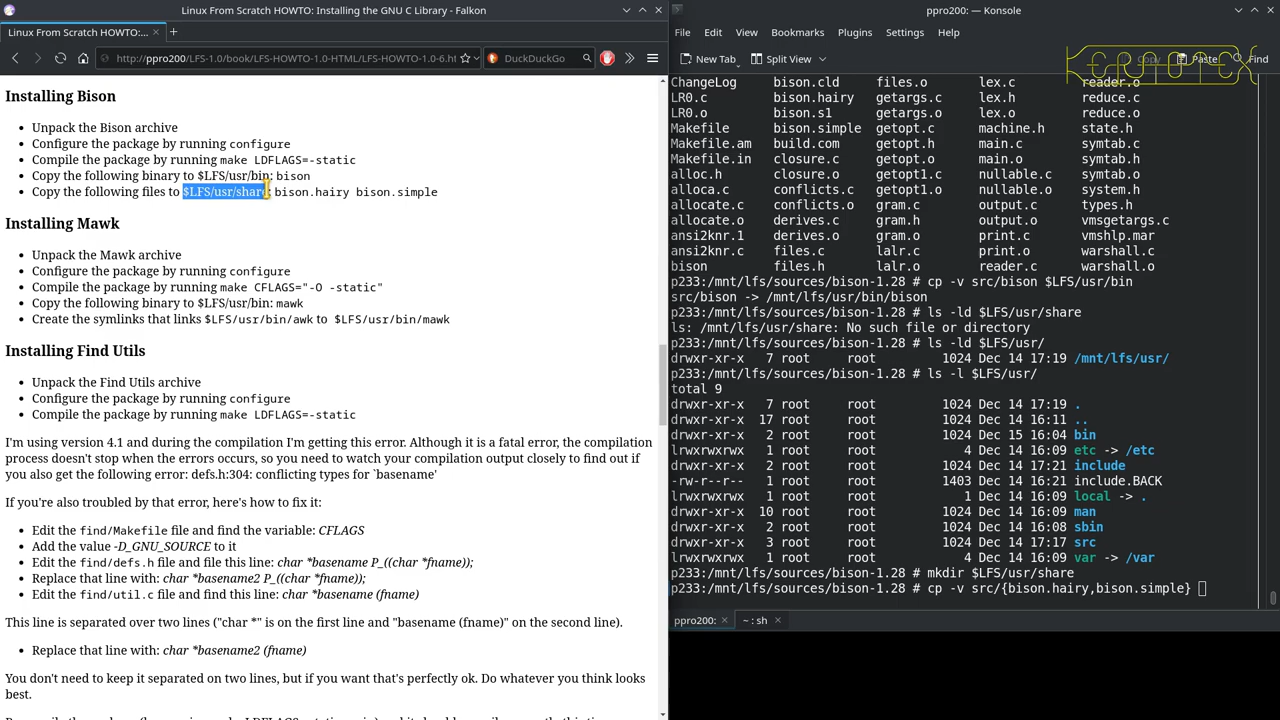 Linux From Scratch HOWTO: Installing the GNU C Library - Falkon
Linux From Scratch HOWTO:...
http://ppro200/LFS-1.0/book/LFS-HOWTO-1.0-HTML/LFS-HOWTO-1.0-6.ht
DuckDuckGo
Installing Bison
• Unpack the Bison archive
• Configure the package by running configure
• Compile the package by running make LDFLAGS=-static
• Copy the following binary to $LFS/usr/bin: bison
• Copy the following files to $LFS/usr/share: bison.hairy bison.simple
Installing Mawk
• Unpack the Mawk archive
• Configure the package by running configure
• Compile the package by running make CFLAGS="-O -static"
• Copy the following binary to $LFS/usr/bin: mawk
• Create the symlinks that links $LFS/usr/bin/awk to $LFS/usr/bin/mawk
Installing Find Utils
• Unpack the Find Utils archive
• Configure the package by running configure
• Compile the package by running make LDFLAGS=-static
I'm using version 4.1 and during the compilation I'm getting this error. Although it is a fatal error, the compilation
process doesn't stop when the errors occurs, so you need to watch your compilation output closely to find out if
you also get the following error: defs.h:304: conflicting types for `basename'
If you're also troubled by that error, here's how to fix it:
• Edit the find/Makefile file and find the variable: CFLAGS
• Add the value -D_GNU_SOURCE to it
• Edit the find/defs.h file and file this line: char *basename P_((char *fname));
• Replace that line with: char *basename2 P_((char *fname));
• Edit the find/util.c file and find this line: char *basename (fname)
This line is separated over two lines ("char *" is on the first line and "basename (fname)" on the second line).
• Replace that line with: char *basename2 (fname)
You don't need to keep it separated on two lines, but if you want that's perfectly ok. Do whatever you think looks
best.
ppro200: — Konsole
File Edit View Bookmarks Plugins Settings Help
New Tab Split View Copy Paste Find
ChangeLog bison.cld files.o lex.c reader.o
LR0.c bison.hairy getargs.c lex.h reduce.c
LR0.o bison.s1 getargs.o lex.o reduce.o
Makefile bison.simple getopt.c machine.h state.h
Makefile.am build.com getopt.h main.c symtab.c
Makefile.in closure.c getopt.o main.o symtab.h
alloc.h closure.o getopt1.c nullable.c symtab.o
alloca.c conflicts.c getopt1.o nullable.o system.h
allocate.c conflicts.o gram.c output.c types.h
allocate.o derives.c gram.h output.o vmsgetargs.c
ansi2knr.1 derives.o gram.o print.c vmshlp.mar
ansi2knr.c files.c lalr.c print.o warshall.c
bison files.h lalr.o reader.c warshall.o
p233:/mnt/lfs/sources/bison-1.28 # cp -v src/bison $LFS/usr/bin
src/bison -> /mnt/lfs/usr/bin/bison
p233:/mnt/lfs/sources/bison-1.28 # ls -ld $LFS/usr/share
ls: /mnt/lfs/usr/share: No such file or directory
p233:/mnt/lfs/sources/bison-1.28 # ls -ld $LFS/usr/
drwxr-xr-x 7 root root 1024 Dec 14 17:19 /mnt/lfs/usr/
p233:/mnt/lfs/sources/bison-1.28 # ls -l $LFS/usr/
total 9
drwxr-xr-x 7 root root 1024 Dec 14 17:19 .
drwxr-xr-x 17 root root 1024 Dec 14 16:11 ..
drwxr-xr-x 2 root root 1024 Dec 15 16:04 bin
lrwxrwxrwx 1 root root 4 Dec 14 16:09 etc -> /etc
drwxr-xr-x 2 root root 1024 Dec 14 17:21 include
-rw-r--r-- 1 root root 1403 Dec 14 16:21 include.BACK
lrwxrwxrwx 1 root root 1 Dec 14 16:09 local -> .
drwxr-xr-x 10 root root 1024 Dec 14 16:09 man
drwxr-xr-x 2 root root 1024 Dec 14 16:08 sbin
drwxr-xr-x 3 root root 1024 Dec 14 17:17 src
lrwxrwxrwx 1 root root 4 Dec 14 16:09 var -> /var
p233:/mnt/lfs/sources/bison-1.28 # mkdir $LFS/usr/share
p233:/mnt/lfs/sources/bison-1.28 # cp -v src/{bison.hairy,bison.simple}
ppro200: ~ : sh